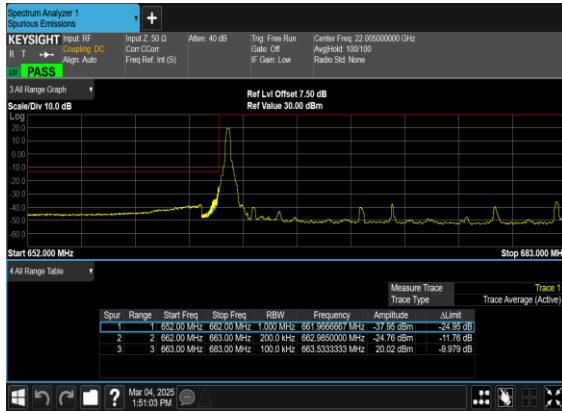 Spectrum Analyzer 1
Spurious Emissions
+
KEYSIGHT Input: RF Input Z: 50 Ω Atten: 40 dB Trig: Free Run Center Freq: 22.005000000 GHz
R T Coupling: DC Corr CCorr Gate: Off Avg|Hold: 100/100
Align: Auto Freq Ref: Int (S) IF Gain: Low Radio Std: None
LV PASS
3 All Range Graph
Ref Lvl Offset 7.50 dB
Scale/Div 10.0 dB Ref Value 30.00 dBm
Log
20.0
10.0
0.00
-10.0
-20.0
-30.0
-40.0
-50.0
-60.0
Start 652.000 MHz Stop 683.000 MH
4 All Range Table
Measure Trace Trace 1
Trace Type Trace Average (Active)
Spur Range Start Freq Stop Freq RBW Frequency Amplitude ΔLimit
1 1 652.00 MHz 662.00 MHz 1.000 MHz 661.9666667 MHz -37.95 dBm -24.95 dB
2 2 662.00 MHz 663.00 MHz 200.0 kHz 662.9850000 MHz -24.76 dBm -11.76 dB
3 3 663.00 MHz 683.00 MHz 100.0 kHz 663.5333333 MHz 20.02 dBm -9.979 dB
? Mar 04, 2025
1:51:03 PM